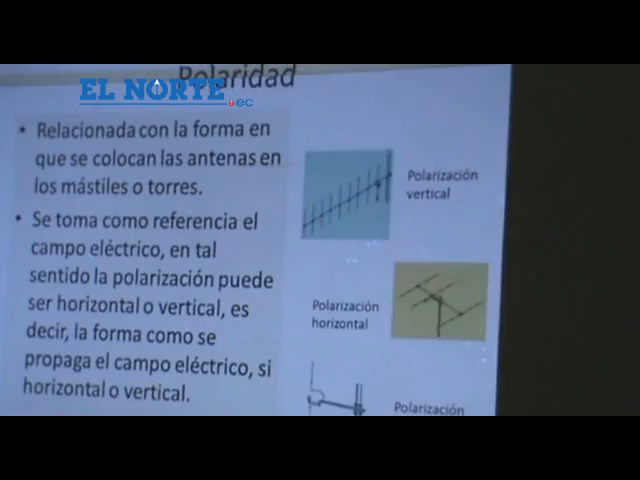 Polaridad
EL NORTE.ec
• Relacionada con la forma en
que se colocan las antenas en
los mástiles o torres.
• Se toma como referencia el
campo eléctrico, en tal
sentido la polarización puede
ser horizontal o vertical, es
decir, la forma como se
propaga el campo eléctrico, si
horizontal o vertical.
Polarización
vertical
Polarización
horizontal
Polarización